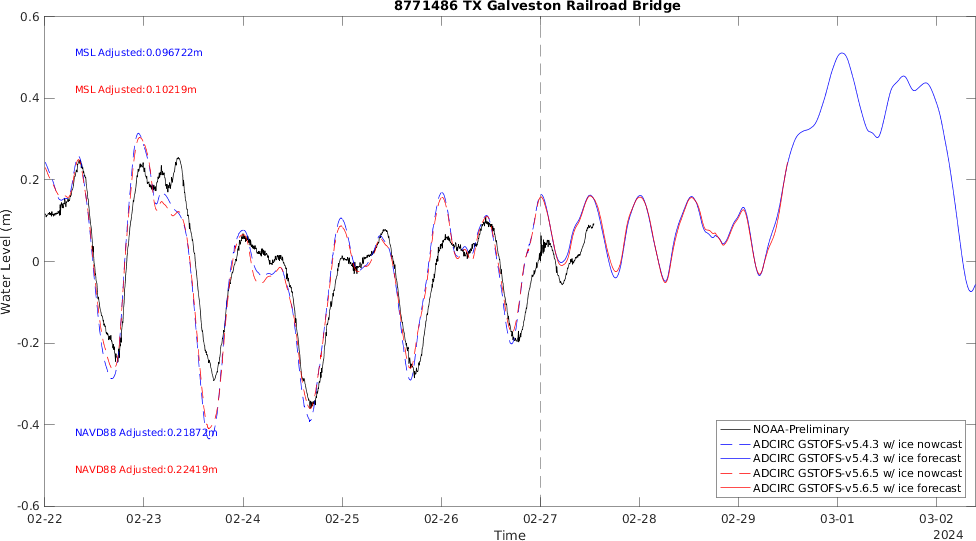 8771486 TX Galveston Railroad Bridge
0.6
0.4
0.2
0
-0.2
-0.4
-0.6
Water Level (m)
MSL Adjusted:0.096722m
MSL Adjusted:0.10219m
NAVD88 Adjusted:0.21872m
NAVD88 Adjusted:0.22419m
NOAA-Preliminary
ADCIRC GSTOFS-v5.4.3 w/ ice nowcast
ADCIRC GSTOFS-v5.4.3 w/ ice forecast
ADCIRC GSTOFS-v5.6.5 w/ ice nowcast
ADCIRC GSTOFS-v5.6.5 w/ ice forecast
02-22 02-23 02-24 02-25 02-26 02-27 02-28 02-29 03-01 03-02
Time
2024